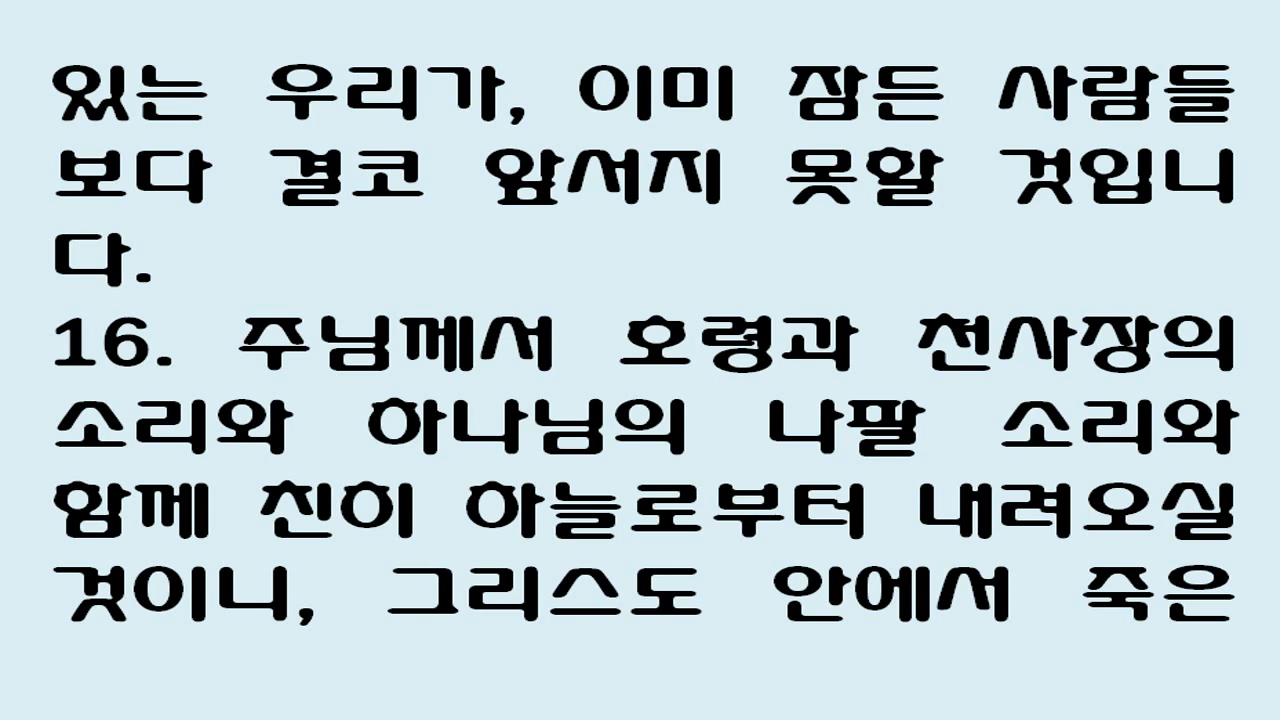 있는 우리가, 이미 잠든 사람들
보다 결코 앞서지 못할 것입니
다.
16. 주님께서 호령과 천사장의
소리와 하나님의 나팔 소리와
함께 친히 하늘로부터 내려오실
것이니, 그리스도 안에서 죽은